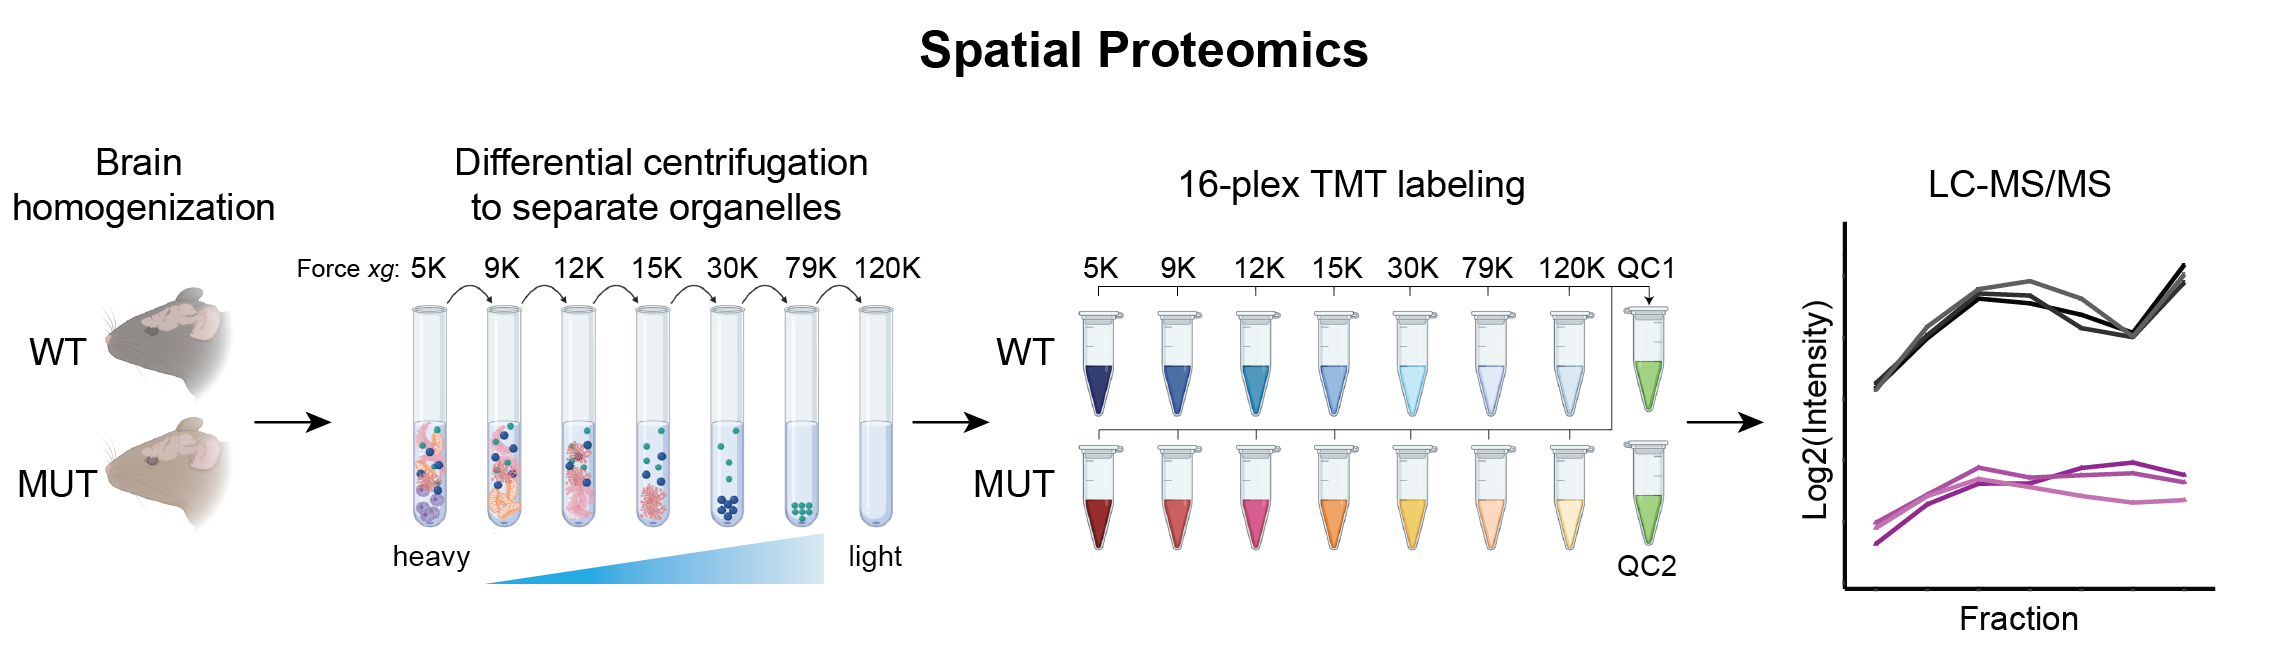 Spatial Proteomics
Brain
homogenization
WT
MUT
Differential centrifugation
to separate organelles
Force xg: 5K 9K 12K 15K 30K 79K 120K
heavy
light
16-plex TMT labeling
5K 9K 12K 15K 30K 79K 120K QC1
WT
MUT
QC2
LC-MS/MS
Log2(Intensity)
Fraction